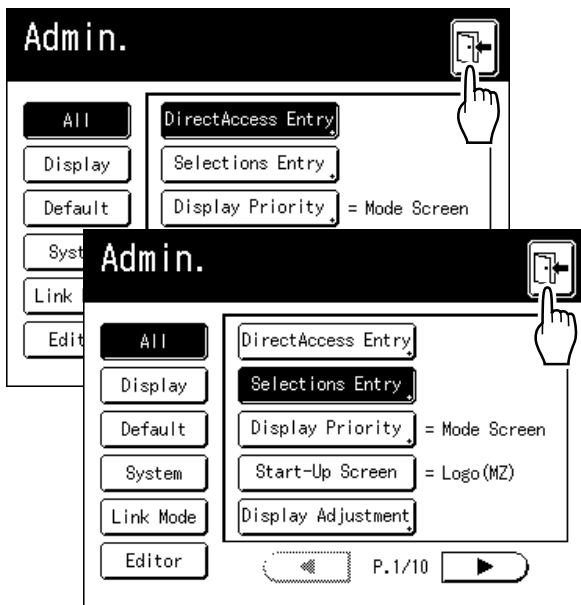 Admin.
All
DirectAccess Entry
Display
Selections Entry
Default
Display Priority = Mode Screen
Syst
Link
Edit
Admin.
All
DirectAccess Entry
Display
Selections Entry
Default
Display Priority = Mode Screen
System
Start-Up Screen = Logo(MZ)
Link Mode
Display Adjustment
Editor
P.1/10